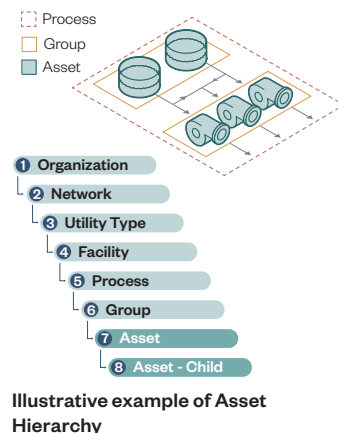 Process
Group
Asset
1 Organization
2 Network
3 Utility Type
4 Facility
5 Process
6 Group
7 Asset
8 Asset - Child
Illustrative example of Asset
Hierarchy